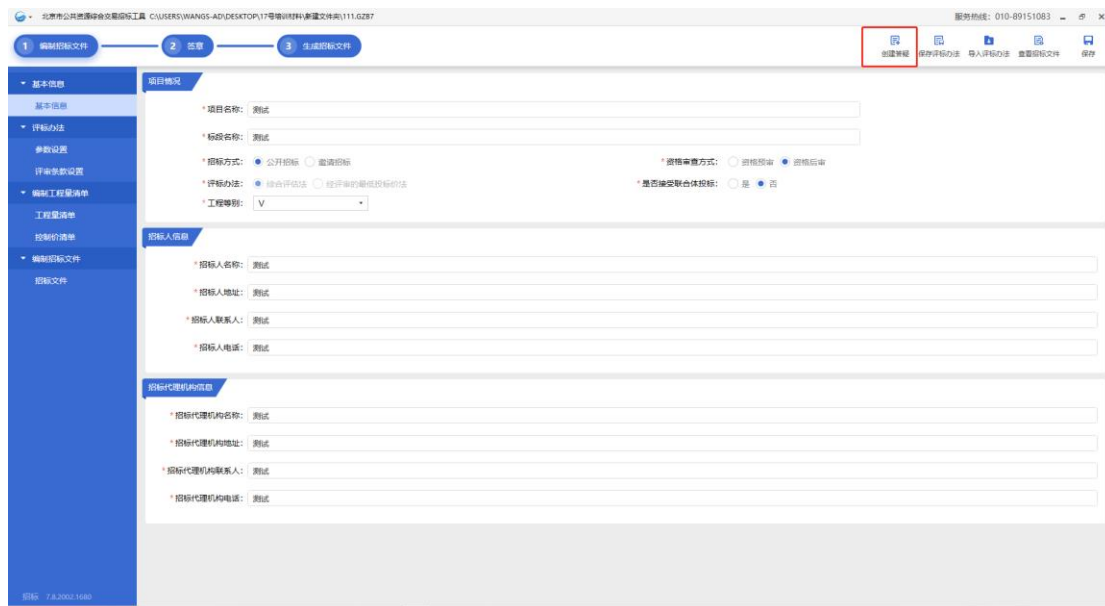 北京市公共资源综合交易招标工具 C:\USERS\WANGS-AD\DESKTOP\17号培训材料\新建文件夹\111.GZB7
服务热线：010-89151083
1 编制招标文件
2 签章
3 生成招标文件
创建答疑 保存评标办法 导入评标办法 查看招标文件 保存
基本信息
基本信息
评标办法
参数设置
评审条款设置
编制工程量清单
工程量清单
控制价清单
编制招标文件
招标文件
招标 7.8.2002.1680
项目情况
*项目名称： 测试
*标段名称： 测试
*招标方式： 公开招标 邀请招标 *资格审查方式： 资格预审 资格后审
*评标办法： 综合评估法 经评审的最低投标价法 *是否接受联合体投标： 是 否
*工程等别： V
招标人信息
*招标人名称： 测试
*招标人地址： 测试
*招标人联系人： 测试
*招标人电话： 测试
招标代理机构信息
*招标代理机构名称： 测试
*招标代理机构地址： 测试
*招标代理机构联系人： 测试
*招标代理机构电话： 测试